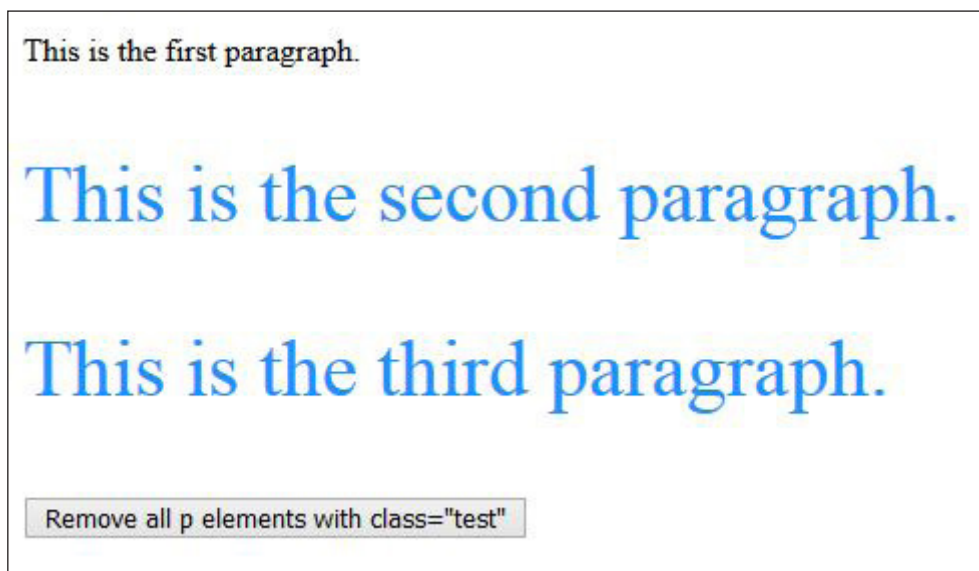 This is the first paragraph.
This is the second paragraph.
This is the third paragraph.
Remove all p elements with class="test"